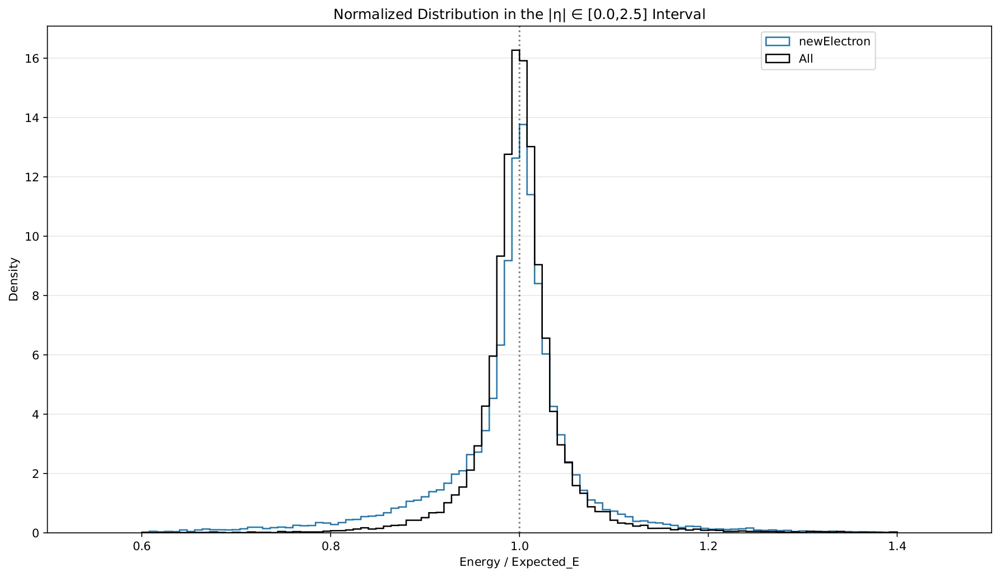 Normalized Distribution in the |η| ∈ [0.0,2.5] Interval
newElectron
All
16
14
12
10
8
6
4
2
0
Density
0.6
0.8
1.0
1.2
1.4
Energy / Expected_E